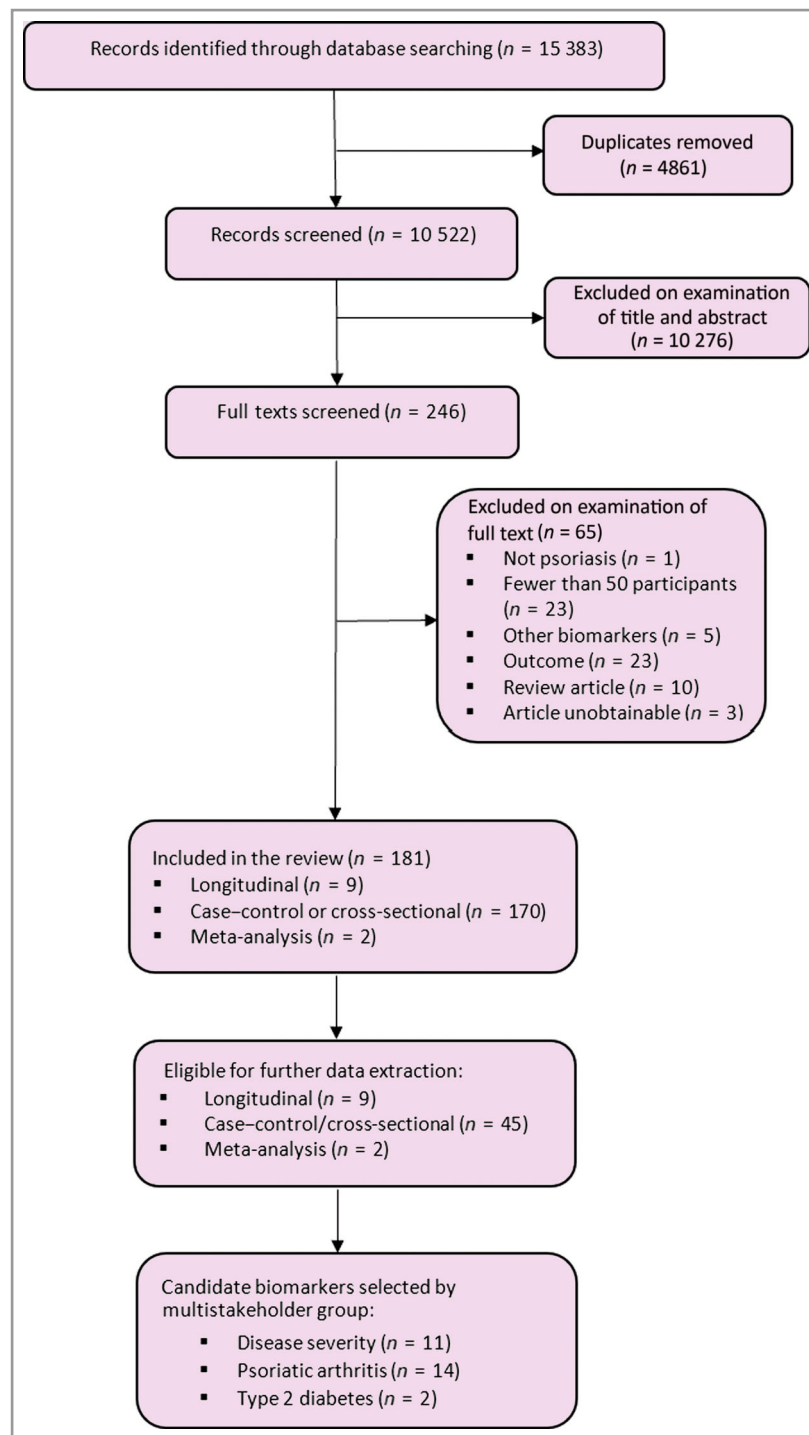 Records identified through database searching (n = 15 383)
Duplicates removed
(n = 4861)
Records screened (n = 10 522)
Excluded on examination
of title and abstract
(n = 10 276)
Full texts screened (n = 246)
Excluded on examination of
full text (n = 65)
▪ Not psoriasis (n = 1)
▪ Fewer than 50 participants
(n = 23)
▪ Other biomarkers (n = 5)
▪ Outcome (n = 23)
▪ Review article (n = 10)
▪ Article unobtainable (n = 3)
Included in the review (n = 181)
▪ Longitudinal (n = 9)
▪ Case–control or cross-sectional (n = 170)
▪ Meta-analysis (n = 2)
Eligible for further data extraction:
▪ Longitudinal (n = 9)
▪ Case–control/cross-sectional (n = 45)
▪ Meta-analysis (n = 2)
Candidate biomarkers selected by
multistakeholder group:
▪ Disease severity (n = 11)
▪ Psoriatic arthritis (n = 14)
▪ Type 2 diabetes (n = 2)